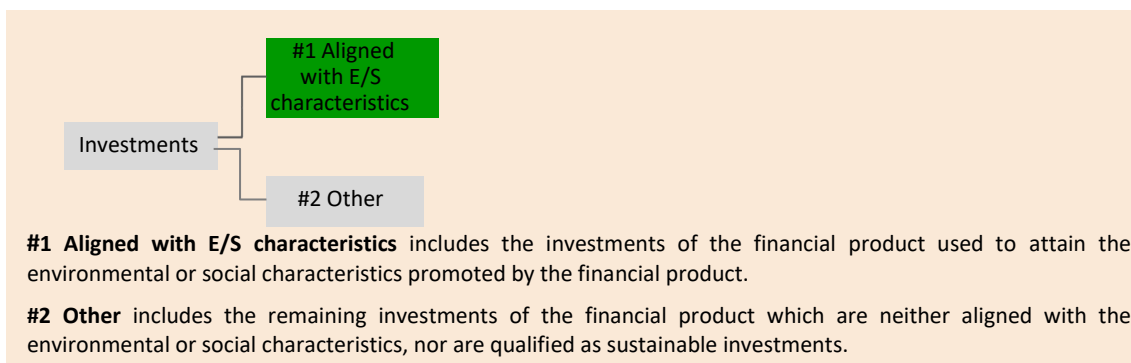 #1 Aligned
with E/S
characteristics
Investments
#2 Other
#1 Aligned with E/S characteristics includes the investments of the financial product used to attain the
environmental or social characteristics promoted by the financial product.
#2 Other includes the remaining investments of the financial product which are neither aligned with the
environmental or social characteristics, nor are qualified as sustainable investments.